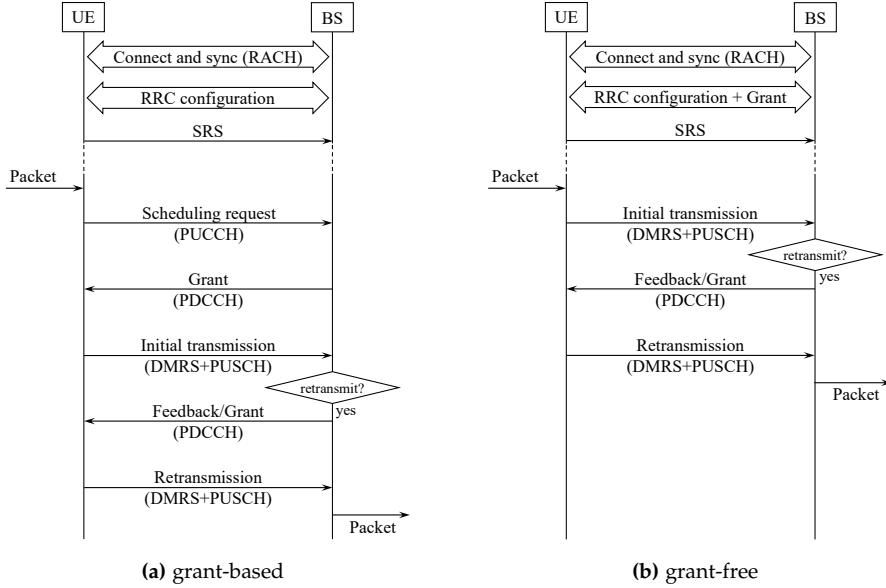 UE
BS
Connect and sync (RACH)
RRC configuration
SRS
Packet
Scheduling request
(PUCCH)
Grant
(PDCCH)
Initial transmission
(DMRS+PUSCH)
retransmit?
yes
Feedback/Grant
(PDCCH)
Retransmission
(DMRS+PUSCH)
Packet
(a) grant-based
UE
BS
Connect and sync (RACH)
RRC configuration + Grant
SRS
Packet
Initial transmission
(DMRS+PUSCH)
retransmit?
yes
Feedback/Grant
(PDCCH)
Retransmission
(DMRS+PUSCH)
Packet
(b) grant-free